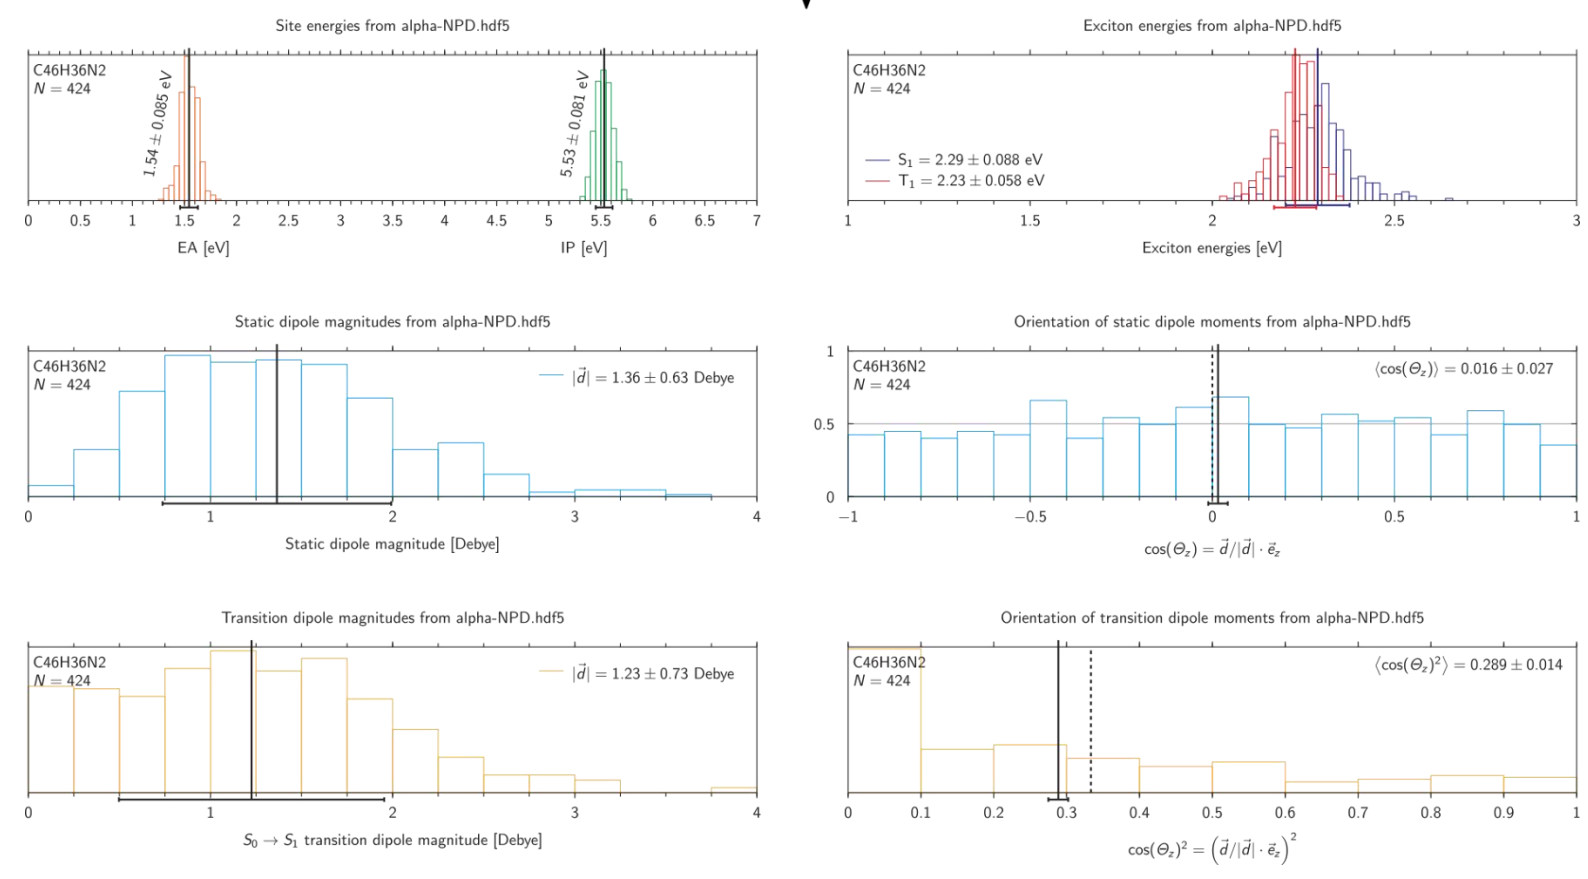 Site energies from alpha-NPD.hdf5
C46H36N2
N = 424
1.54 ± 0.085 eV
5.53 ± 0.081 eV
0 0.5 1 1.5 2 2.5 3 3.5 4 4.5 5 5.5 6 6.5 7
EA [eV] IP [eV]
Exciton energies from alpha-NPD.hdf5
C46H36N2
N = 424
S₁ = 2.29 ± 0.088 eV
T₁ = 2.23 ± 0.058 eV
1 1.5 2 2.5 3
Exciton energies [eV]
Static dipole magnitudes from alpha-NPD.hdf5
C46H36N2
N = 424
|d⃗| = 1.36 ± 0.63 Debye
0 1 2 3 4
Static dipole magnitude [Debye]
Orientation of static dipole moments from alpha-NPD.hdf5
1
C46H36N2
N = 424
⟨cos(Θ_z)⟩ = 0.016 ± 0.027
0.5
0
−1 −0.5 0 0.5 1
cos(Θ_z) = d⃗/|d⃗| · e⃗_z
Transition dipole magnitudes from alpha-NPD.hdf5
C46H36N2
N = 424
|d⃗| = 1.23 ± 0.73 Debye
0 1 2 3 4
S₀ → S₁ transition dipole magnitude [Debye]
Orientation of transition dipole moments from alpha-NPD.hdf5
C46H36N2
N = 424
⟨cos(Θ_z)²⟩ = 0.289 ± 0.014
0 0.1 0.2 0.3 0.4 0.5 0.6 0.7 0.8 0.9 1
cos(Θ_z)² = (d⃗/|d⃗| · e⃗_z)²